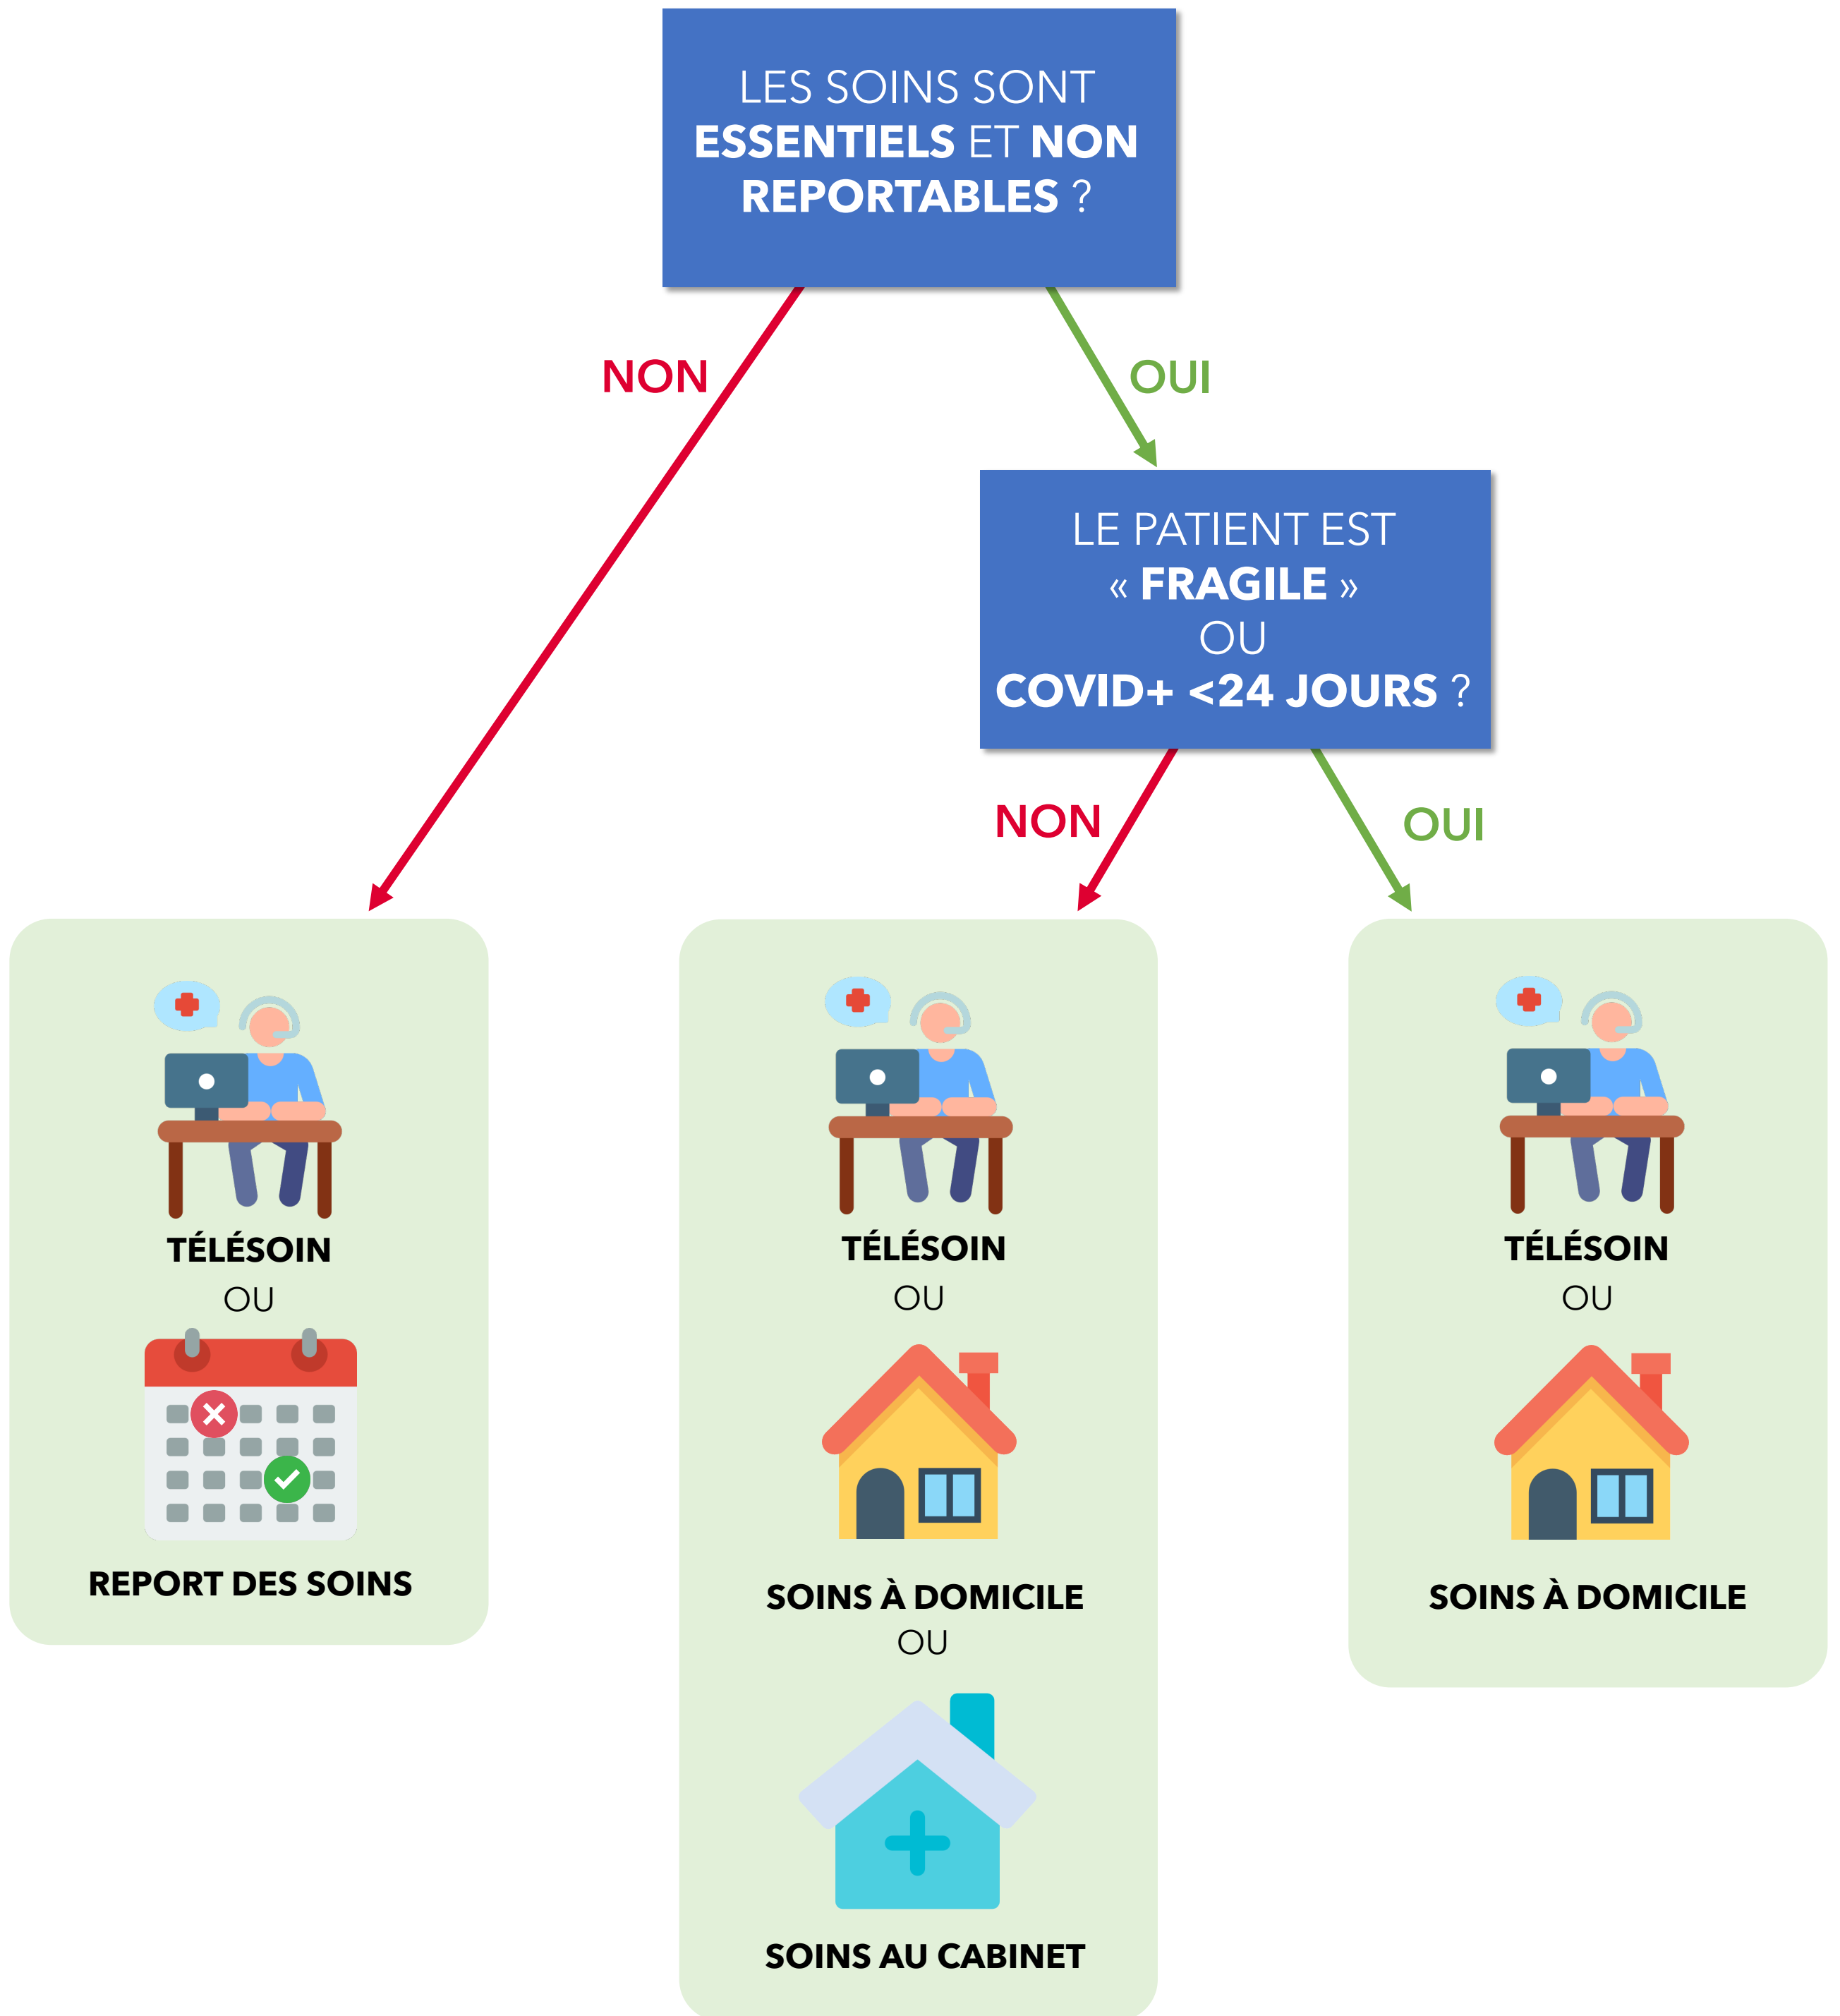 LES SOINS SONT
ESSENTIELS ET NON
REPORTABLES ?
NON
OUI
LE PATIENT EST
« FRAGILE »
OU
COVID+ <24 JOURS ?
NON
OUI
TÉLÉSOIN
OU
REPORT DES SOINS
TÉLÉSOIN
OU
SOINS À DOMICILE
OU
SOINS AU CABINET
TÉLÉSOIN
OU
SOINS À DOMICILE